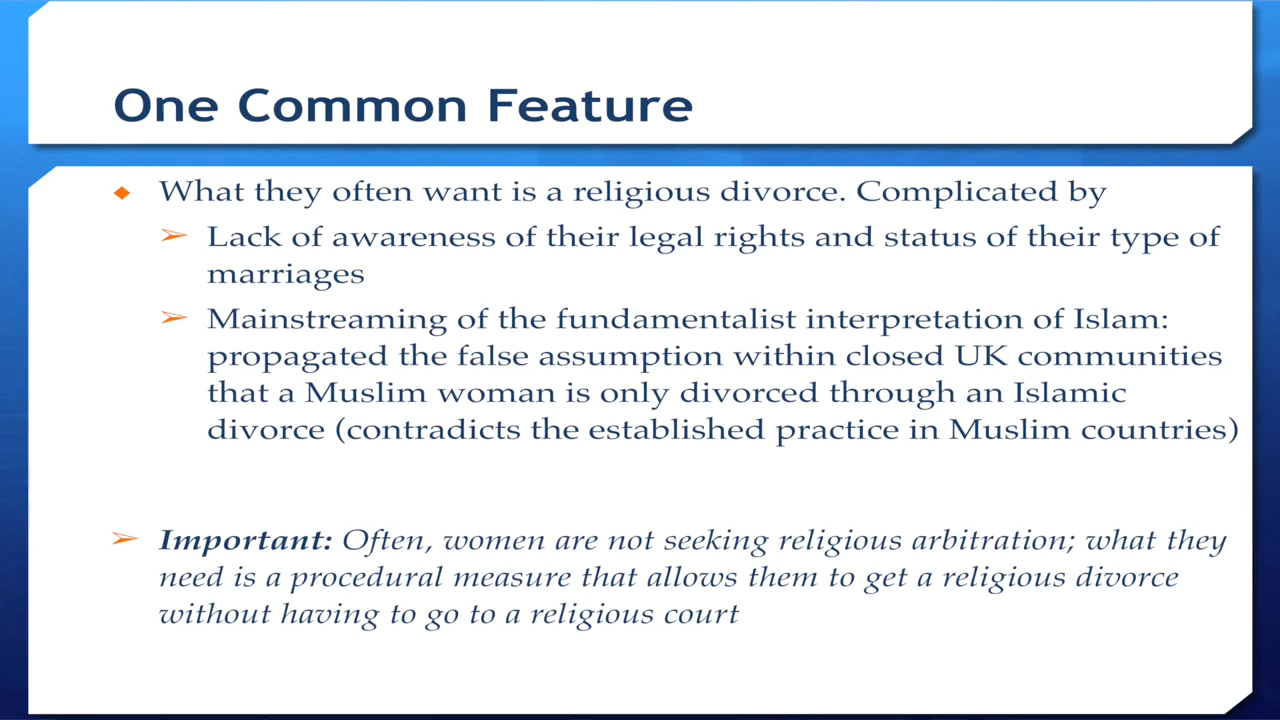 One Common Feature
What they often want is a religious divorce. Complicated by
Lack of awareness of their legal rights and status of their type of
marriages
Mainstreaming of the fundamentalist interpretation of Islam:
propagated the false assumption within closed UK communities
that a Muslim woman is only divorced through an Islamic
divorce (contradicts the established practice in Muslim countries)
Important: Often, women are not seeking religious arbitration; what they
need is a procedural measure that allows them to get a religious divorce
without having to go to a religious court